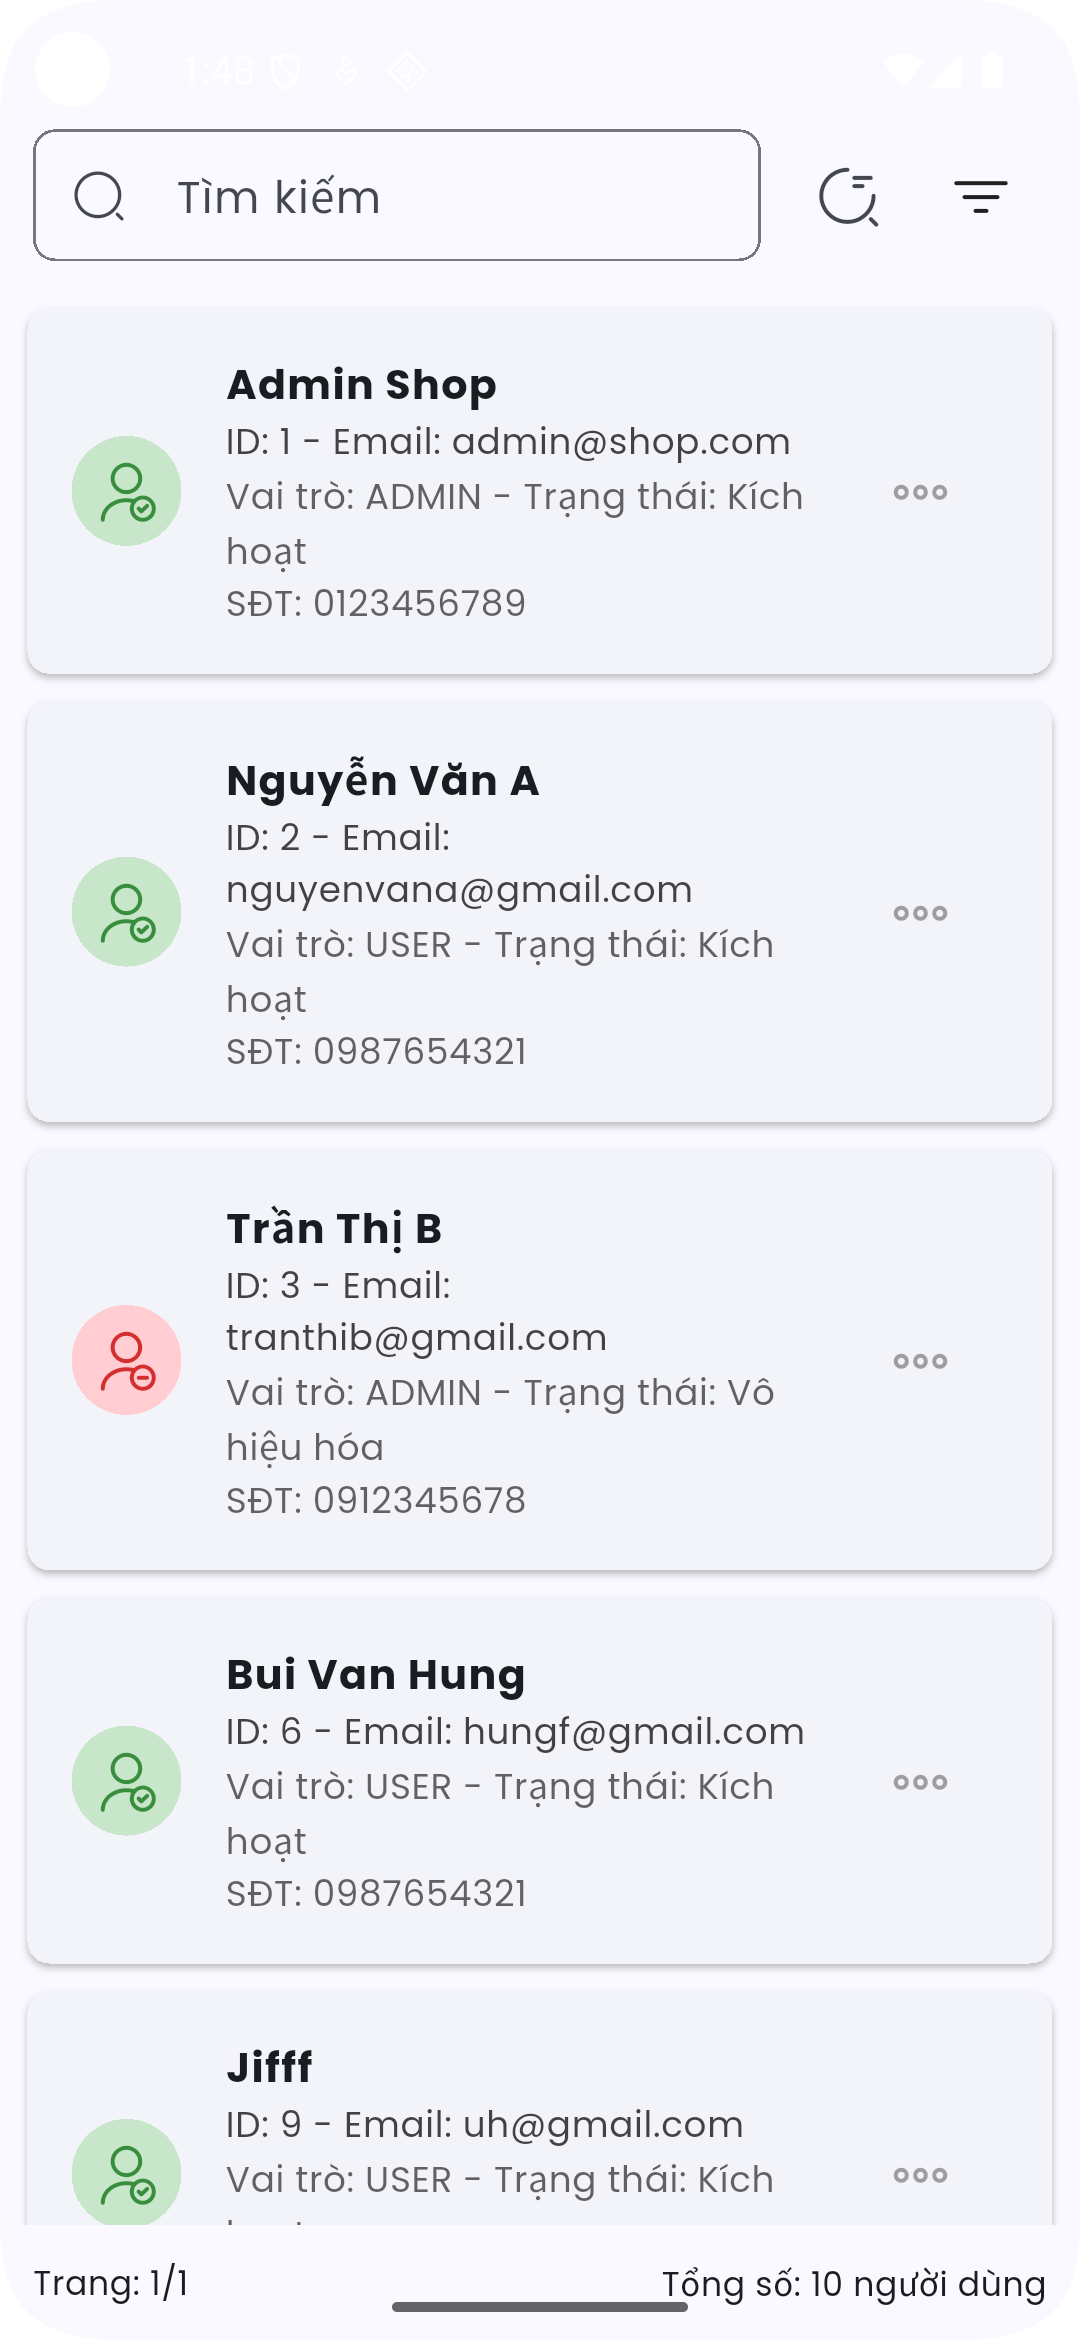 1:48
Tìm kiếm
Admin Shop
ID: 1 - Email: admin@shop.com
Vai trò: ADMIN - Trạng thái: Kích
hoạt
SĐT: 0123456789
Nguyễn Văn A
ID: 2 - Email:
nguyenvana@gmail.com
Vai trò: USER - Trạng thái: Kích
hoạt
SĐT: 0987654321
Trần Thị B
ID: 3 - Email:
tranthib@gmail.com
Vai trò: ADMIN - Trạng thái: Vô
hiệu hóa
SĐT: 0912345678
Bui Van Hung
ID: 6 - Email: hungf@gmail.com
Vai trò: USER - Trạng thái: Kích
hoạt
SĐT: 0987654321
Jifff
ID: 9 - Email: uh@gmail.com
Vai trò: USER - Trạng thái: Kích
Trang: 1/1
Tổng số: 10 người dùng